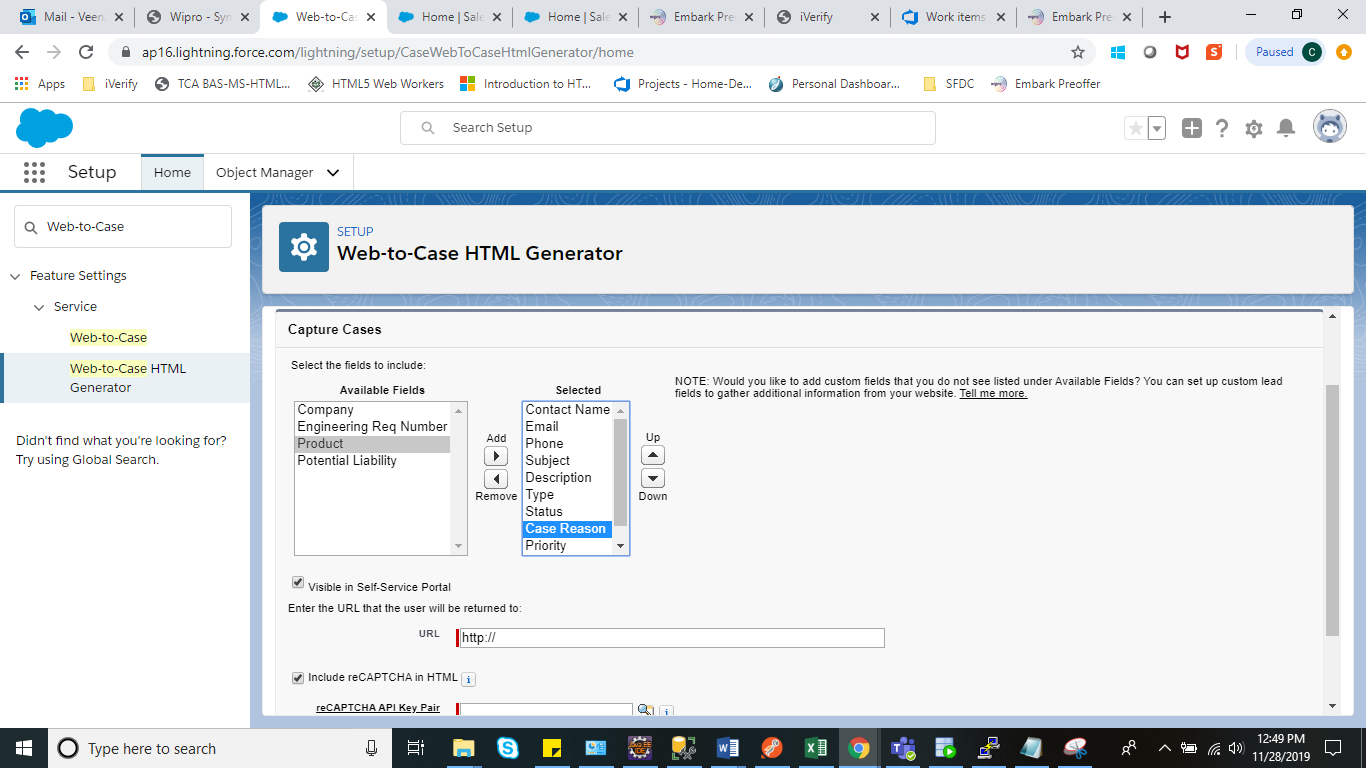 Mail - Veen
Wipro - Syn
Web-to-Cas
Home | Sale
Home | Sale
Embark Pre
iVerify
Work items
Embark Pre
ap16.lightning.force.com/lightning/setup/CaseWebToCaseHtmlGenerator/home
Paused
C
Apps
iVerify
TCA BAS-MS-HTML...
HTML5 Web Workers
Introduction to HT...
Projects - Home-De...
Personal Dashboar...
SFDC
Embark Preoffer
Search Setup
Setup
Home
Object Manager
Web-to-Case
Feature Settings
Service
Web-to-Case
Web-to-Case HTML
Generator
Didn't find what you're looking for?
Try using Global Search.
SETUP
Web-to-Case HTML Generator
Capture Cases
Select the fields to include:
Available Fields
Selected
Company
Engineering Req Number
Product
Potential Liability
Add
Remove
Contact Name
Email
Phone
Subject
Description
Type
Status
Case Reason
Priority
Up
Down
NOTE: Would you like to add custom fields that you do not see listed under Available Fields? You can set up custom lead
fields to gather additional information from your website. Tell me more.
Visible in Self-Service Portal
Enter the URL that the user will be returned to:
URL
http://
Include reCAPTCHA in HTML
reCAPTCHA API Key Pair
Type here to search
12:49 PM
11/28/2019